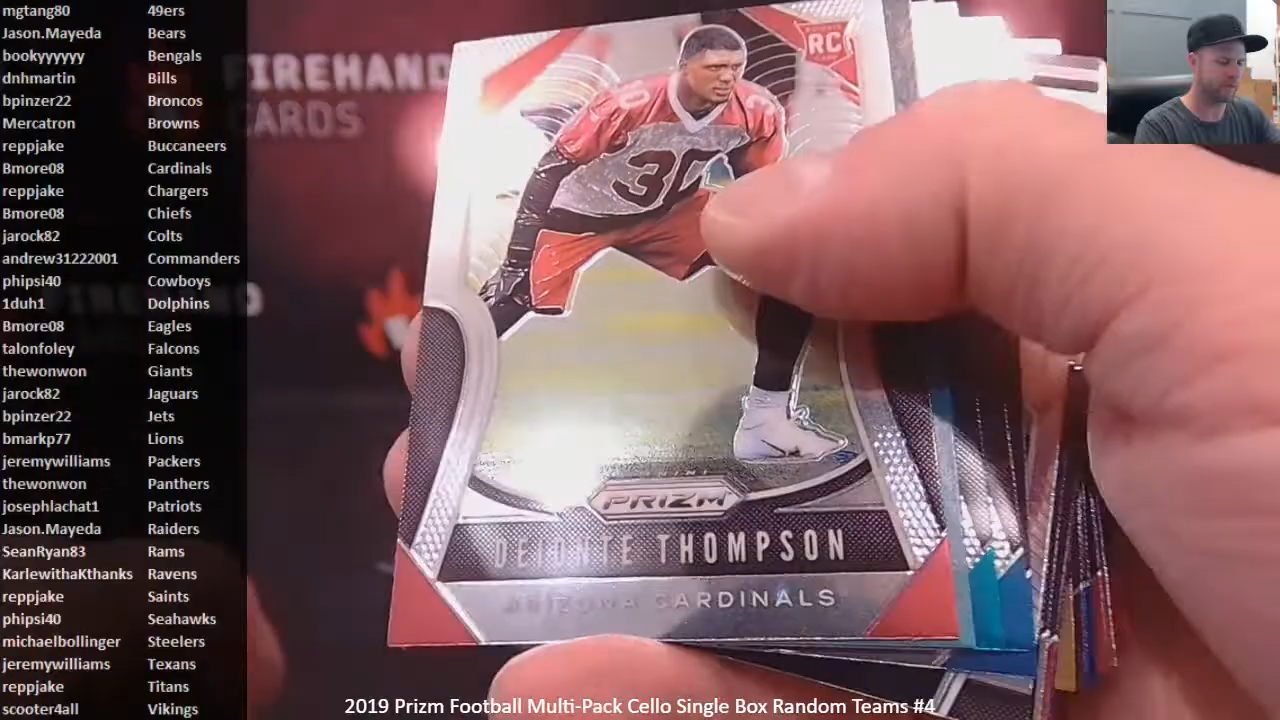 mgtang80 49ers
Jason.Mayeda Bears
bookyyyyyy Bengals
dnhmartin Bills
bpinzer22 Broncos
Mercatron Browns
reppjake Buccaneers
Bmore08 Cardinals
reppjake Chargers
Bmore08 Chiefs
jarock82 Colts
andrew31222001 Commanders
phipsi40 Cowboys
1duh1 Dolphins
Bmore08 Eagles
talonfoley Falcons
thewonwon Giants
jarock82 Jaguars
bpinzer22 Jets
bmarkp77 Lions
jeremywilliams Packers
thewonwon Panthers
josephlachat1 Patriots
Jason.Mayeda Raiders
SeanRyan83 Rams
KarlewithaKthanks Ravens
reppjake Saints
phipsi40 Seahawks
michaelbollinger Steelers
jeremywilliams Texans
reppjake Titans
scooter4all Vikings
FIREHAND
CARDS
RC
30
PANINI
PRIZM
DEIONTE THOMPSON
ARIZONA CARDINALS
2019 Prizm Football Multi-Pack Cello Single Box Random Teams #4